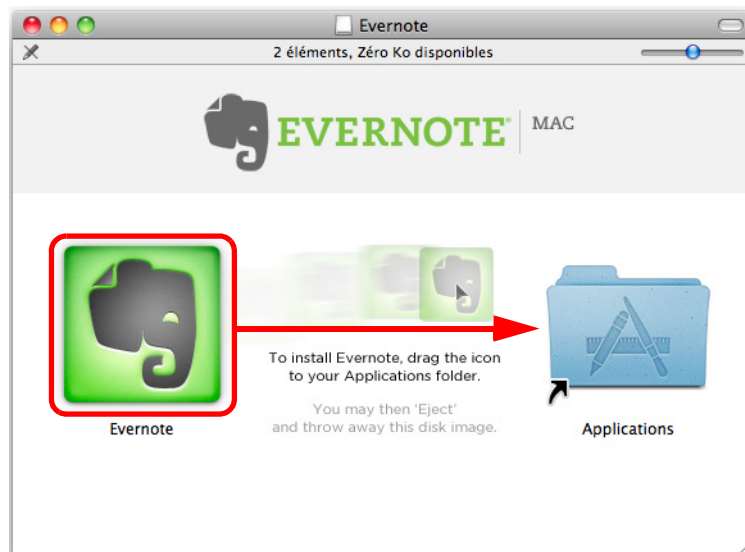 Evernote
2 éléments, Zéro Ko disponibles
EVERNOTE® MAC
To install Evernote, drag the icon
to your Applications folder.
You may then 'Eject'
and throw away this disk image.
Evernote
Applications